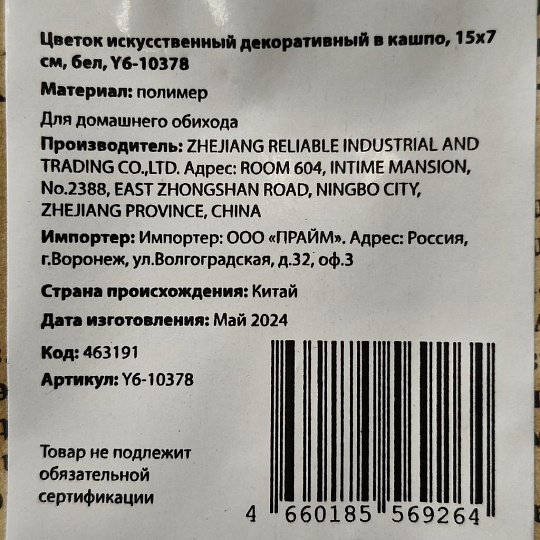 Цветок искусственный декоративный в кашпо, 15x7
см, бел, Y6-10378
Материал: полимер
Для домашнего обихода
Производитель: ZHEJIANG RELIABLE INDUSTRIAL AND
TRADING CO.,LTD. Адрес: ROOM 604, INTIME MANSION,
No.2388, EAST ZHONGSHAN ROAD, NINGBO CITY,
ZHEJIANG PROVINCE, CHINA
Импортер: Импортер: ООО «ПРАЙМ». Адрес: Россия,
г.Воронеж, ул.Волгоградская, д.32, оф.3
Страна происхождения: Китай
Дата изготовления: Май 2024
Код: 463191
Артикул: Y6-10378
Товар не подлежит
обязательной
сертификации
4 660185 569264